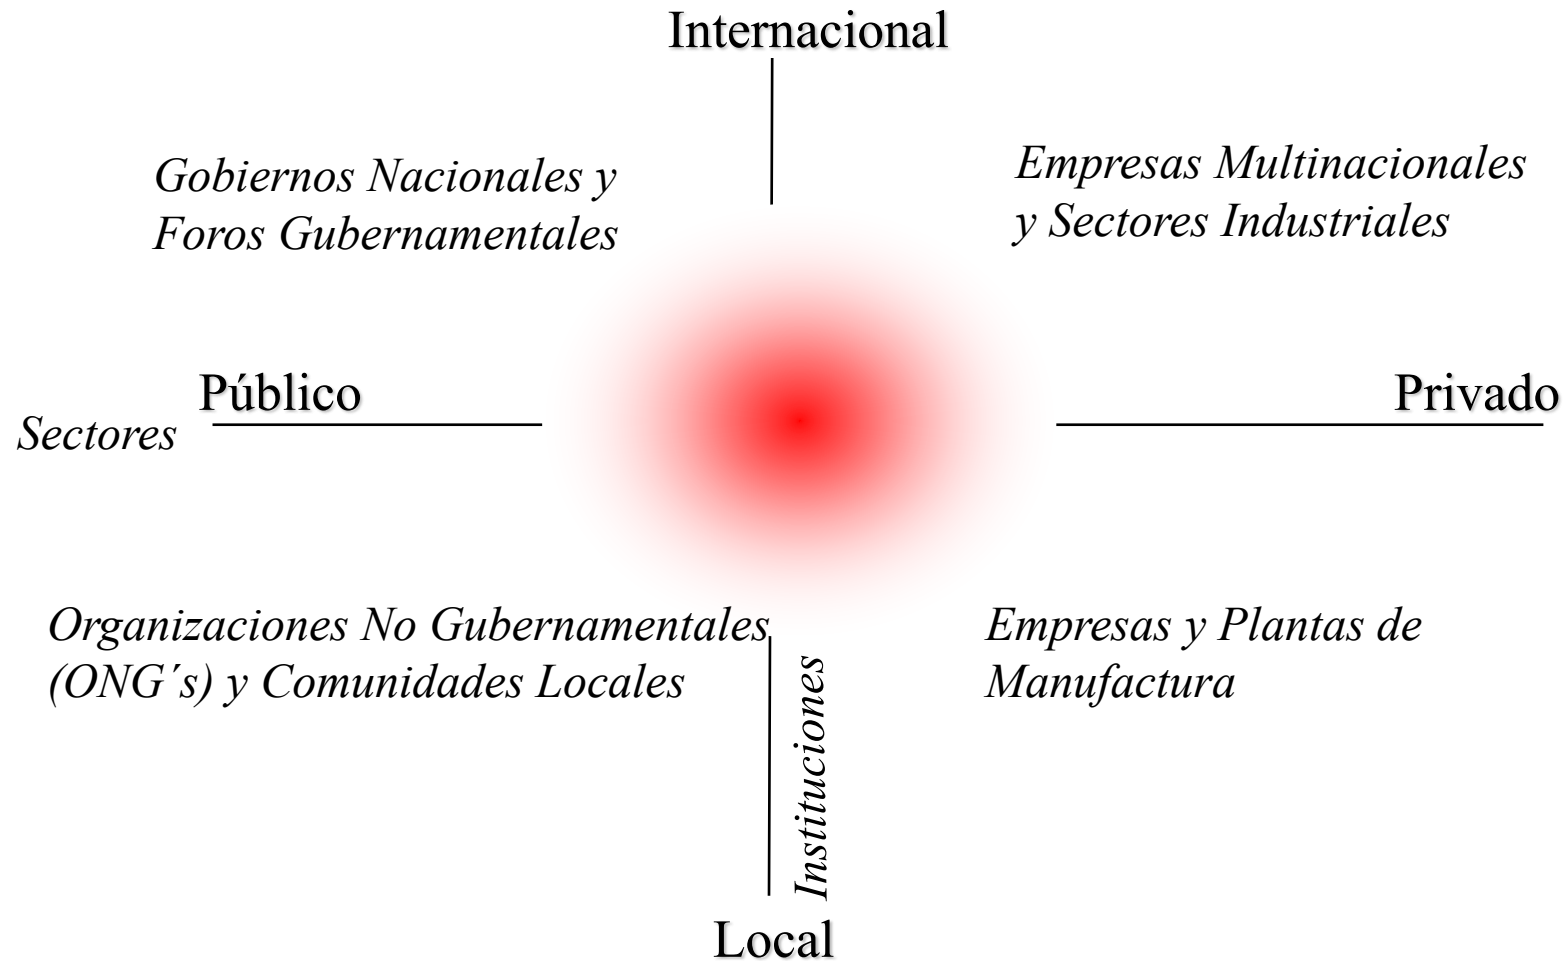 Internacional
Gobiernos Nacionales y
Foros Gubernamentales
Empresas Multinacionales
y Sectores Industriales
Público
Privado
Sectores
Organizaciones No Gubernamentales
(ONG´s) y Comunidades Locales
Empresas y Plantas de
Manufactura
Instituciones
Local